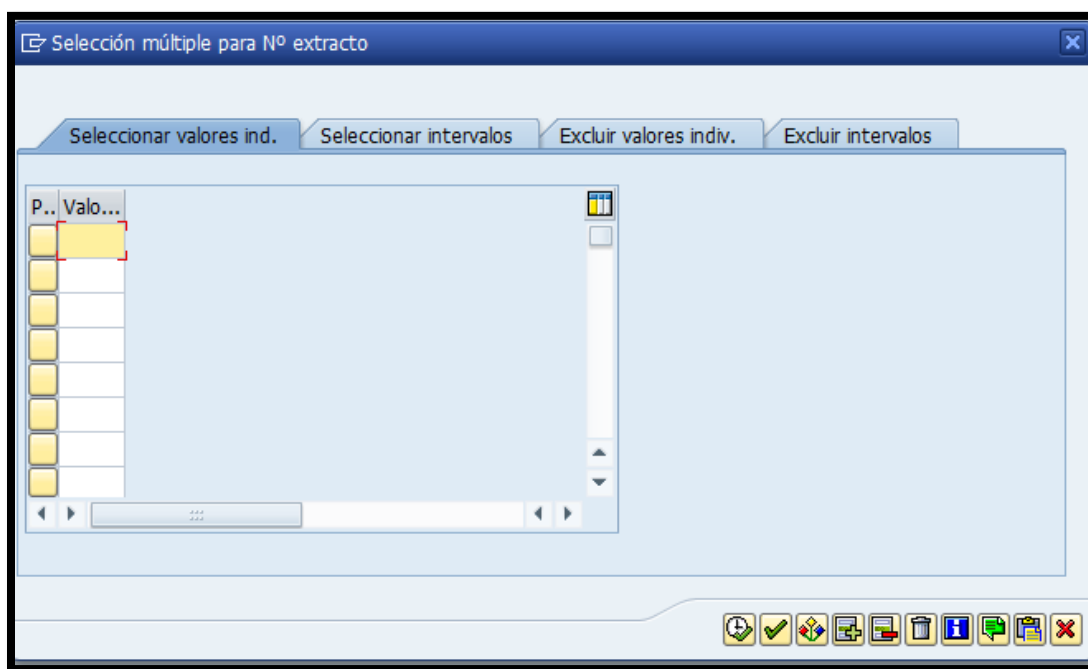 Selección múltiple para Nº extracto
Seleccionar valores ind. Seleccionar intervalos Excluir valores indiv. Excluir intervalos
P.. Valo...